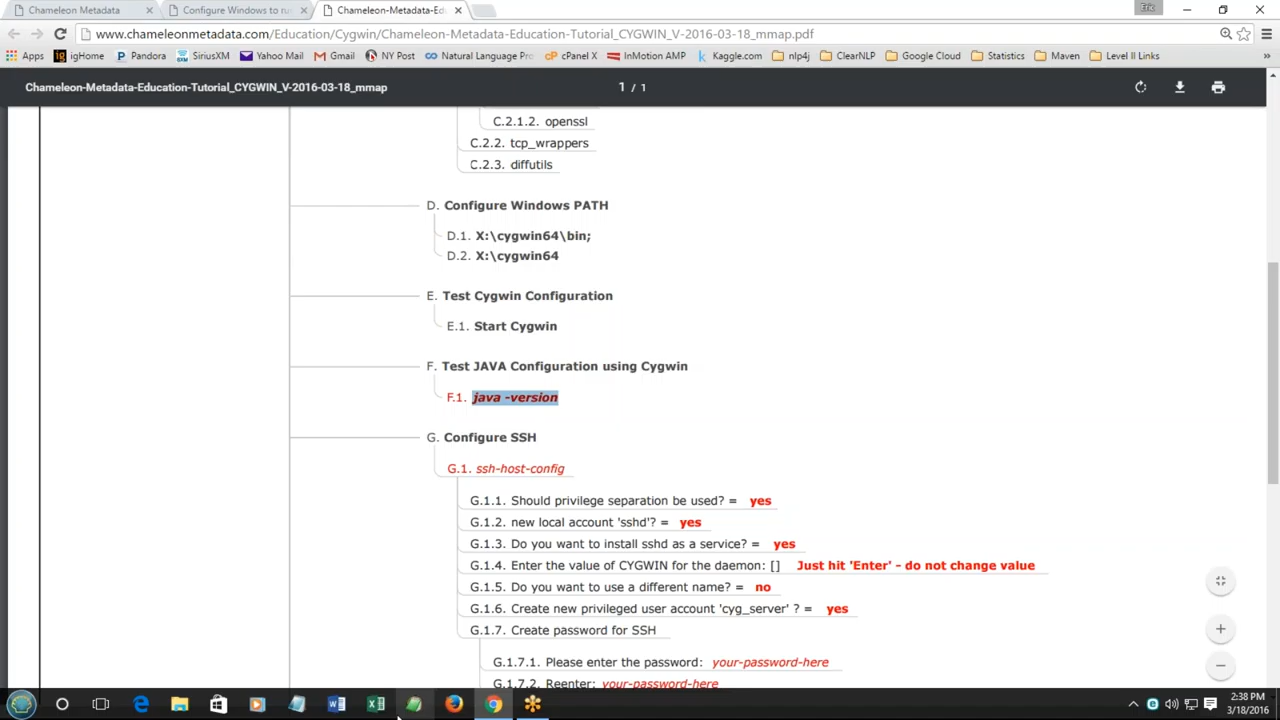 Chameleon Metadata
Configure Windows to ru
Chameleon-Metadata-Ed
Eric
www.chameleonmetadata.com/Education/Cygwin/Chameleon-Metadata-Education-Tutorial_CYGWIN_V-2016-03-18_mmap.pdf
Apps igHome Pandora SiriusXM Yahoo Mail Gmail NY Post Natural Language Pro cPanel X InMotion AMP Kaggle.com nlp4j ClearNLP Google Cloud Statistics Maven Level II Links »
Chameleon-Metadata-Education-Tutorial_CYGWIN_V-2016-03-18_mmap 1 / 1
C.2.1.2. openssl
C.2.2. tcp_wrappers
C.2.3. diffutils
D. Configure Windows PATH
D.1. X:\cygwin64\bin;
D.2. X:\cygwin64
E. Test Cygwin Configuration
E.1. Start Cygwin
F. Test JAVA Configuration using Cygwin
F.1. java -version
G. Configure SSH
G.1. ssh-host-config
G.1.1. Should privilege separation be used? = yes
G.1.2. new local account 'sshd'? = yes
G.1.3. Do you want to install sshd as a service? = yes
G.1.4. Enter the value of CYGWIN for the daemon: [] Just hit 'Enter' - do not change value
G.1.5. Do you want to use a different name? = no
G.1.6. Create new privileged user account 'cyg_server' ? = yes
G.1.7. Create password for SSH
G.1.7.1. Please enter the password: your-password-here
G.1.7.2. Reenter: your-password-here
2:38 PM
3/18/2016